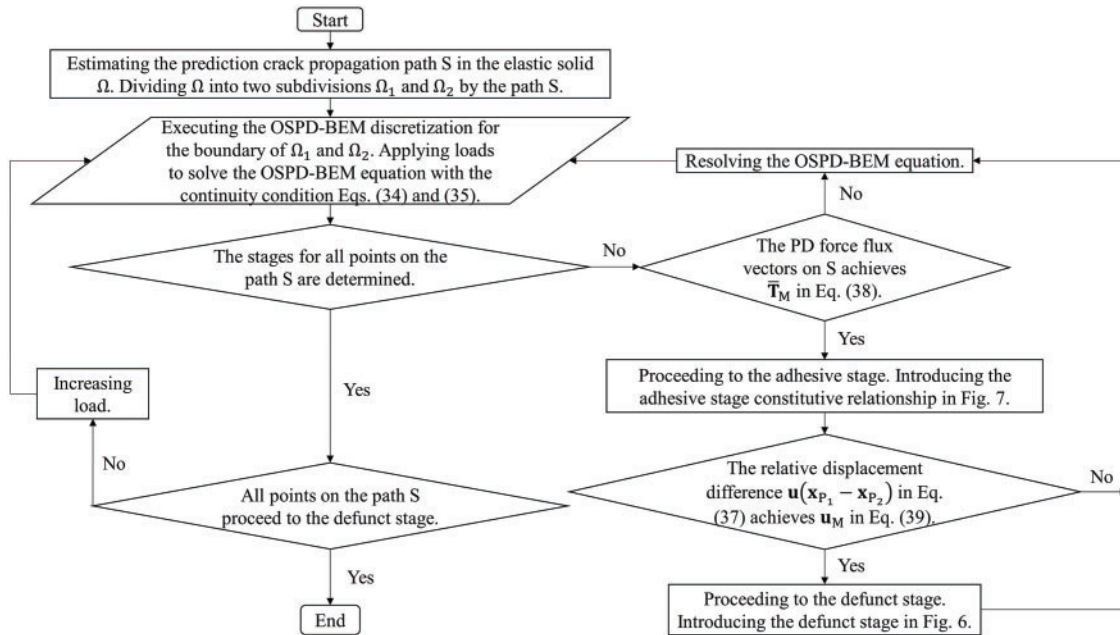 Start
Estimating the prediction crack propagation path S in the elastic solid
Ω. Dividing Ω into two subdivisions Ω₁ and Ω₂ by the path S.
Executing the OSPD-BEM discretization for
the boundary of Ω₁ and Ω₂. Applying loads
to solve the OSPD-BEM equation with the
continuity condition Eqs. (34) and (35).
Resolving the OSPD-BEM equation.
No
The stages for all points on the
path S are determined.
No
The PD force flux
vectors on S achieves
T̅_M in Eq. (38).
Yes
Yes
Increasing
load.
No
Proceeding to the adhesive stage. Introducing the
adhesive stage constitutive relationship in Fig. 7.
All points on the path S
proceed to the defunct stage.
The relative displacement
difference u(x_P₁ − x_P₂) in Eq.
(37) achieves u_M in Eq. (39).
No
Yes
Yes
End
Proceeding to the defunct stage.
Introducing the defunct stage in Fig. 6.